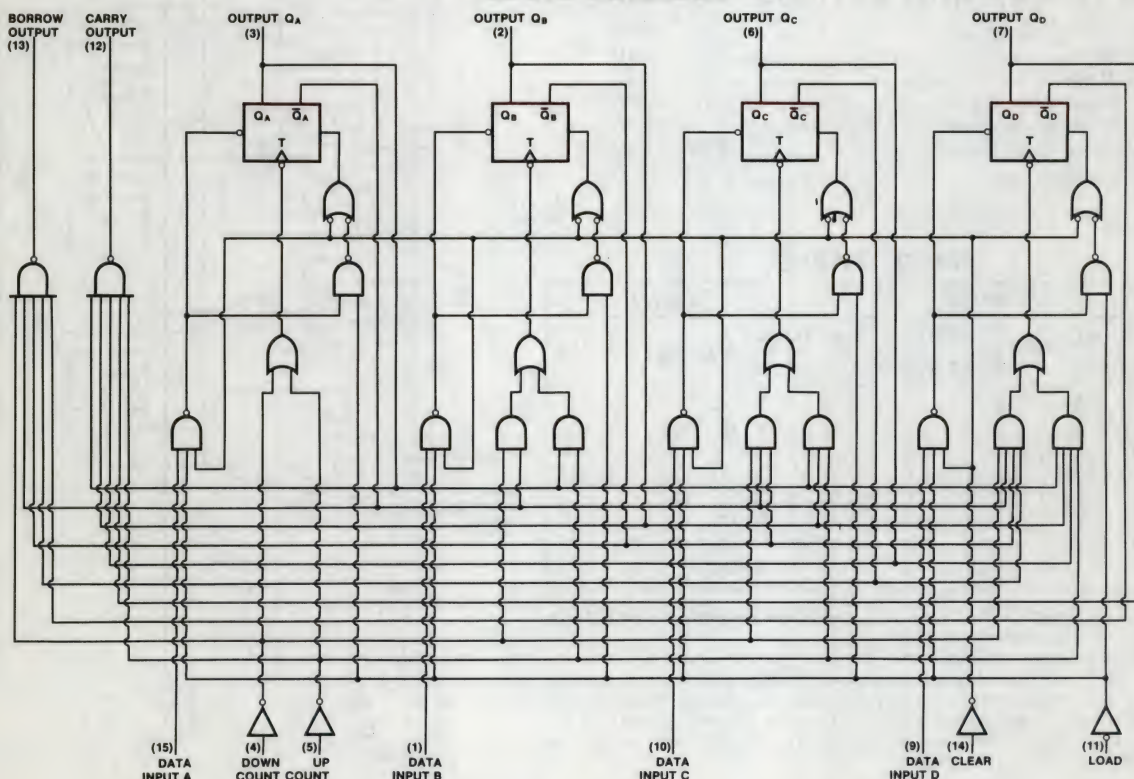 BORROW
OUTPUT
(13)
CARRY
OUTPUT
(12)
OUTPUT QA
(3)
OUTPUT QB
(2)
OUTPUT QC
(6)
OUTPUT QD
(7)
QA Q̅A
T
QB Q̅B
T
QC Q̅C
T
QD Q̅D
T
(15)
DATA
INPUT A
(4)
DOWN
COUNT
(5)
UP
COUNT
(1)
DATA
INPUT B
(10)
DATA
INPUT C
(9)
DATA
INPUT D
(14)
CLEAR
(11)
LOAD